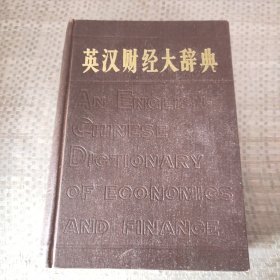 英汉财经大辞典
AN ENGLISH-
CHINESE
DICTIONARY
OF ECONOMICS
AND FINANCE